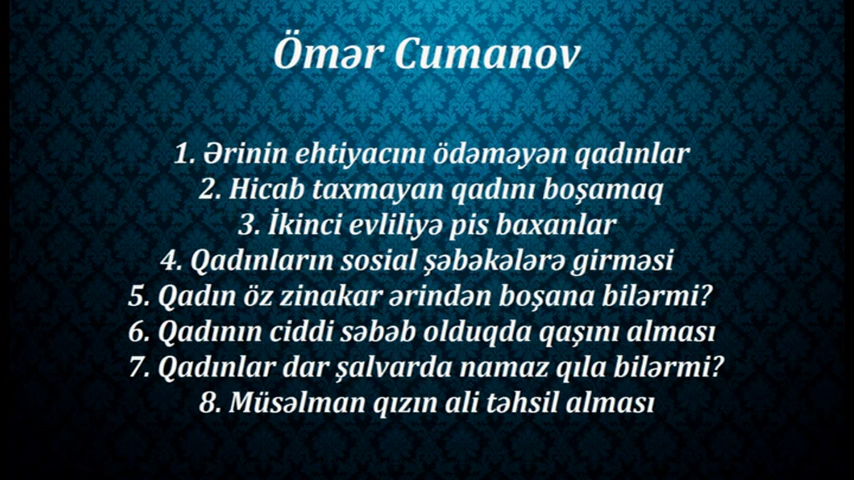 Ömər Cumanov
1. Ərinin ehtiyacını ödəməyən qadınlar
2. Hicab taxmayan qadını boşamaq
3. İkinci evliliyə pis baxanlar
4. Qadınların sosial şəbəkələrə girməsi
5. Qadın öz zinakar ərindən boşana bilərmi?
6. Qadının ciddi səbəb olduqda qaşını alması
7. Qadınlar dar şalvarda namaz qıla bilərmi?
8. Müsəlman qızın ali təhsil alması